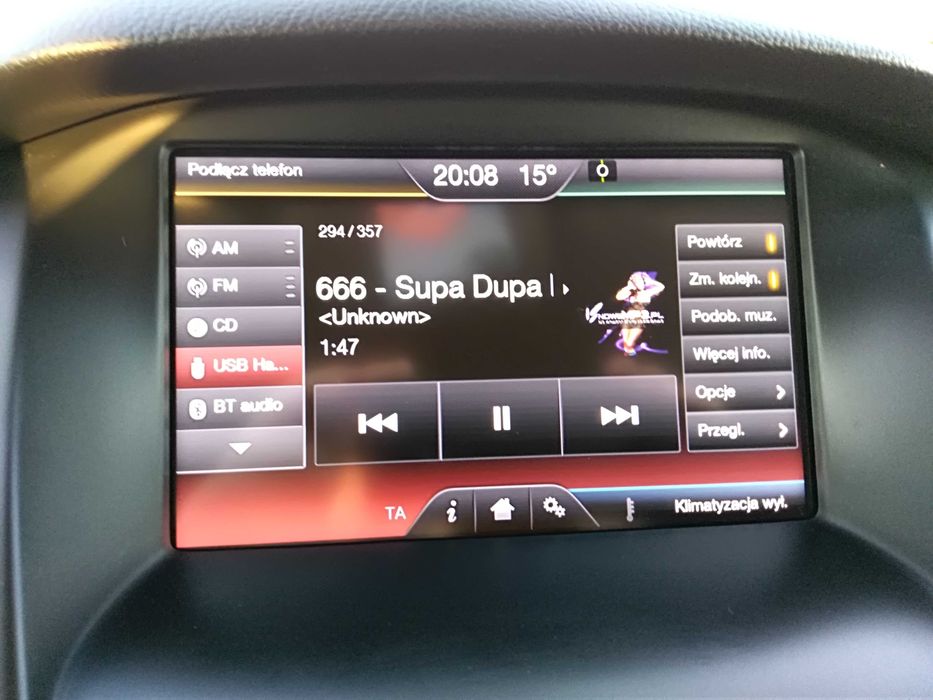 Podłącz telefon
20:08 15°
AM
FM
CD
USB Ha...
BT audio
294/357
666 - Supa Dupa
<Unknown>
1:47
Powtórz
Zm. kolejn.
Podob. muz.
Więcej info.
Opcje
Przegl.
TA
i
Klimatyzacja wył.